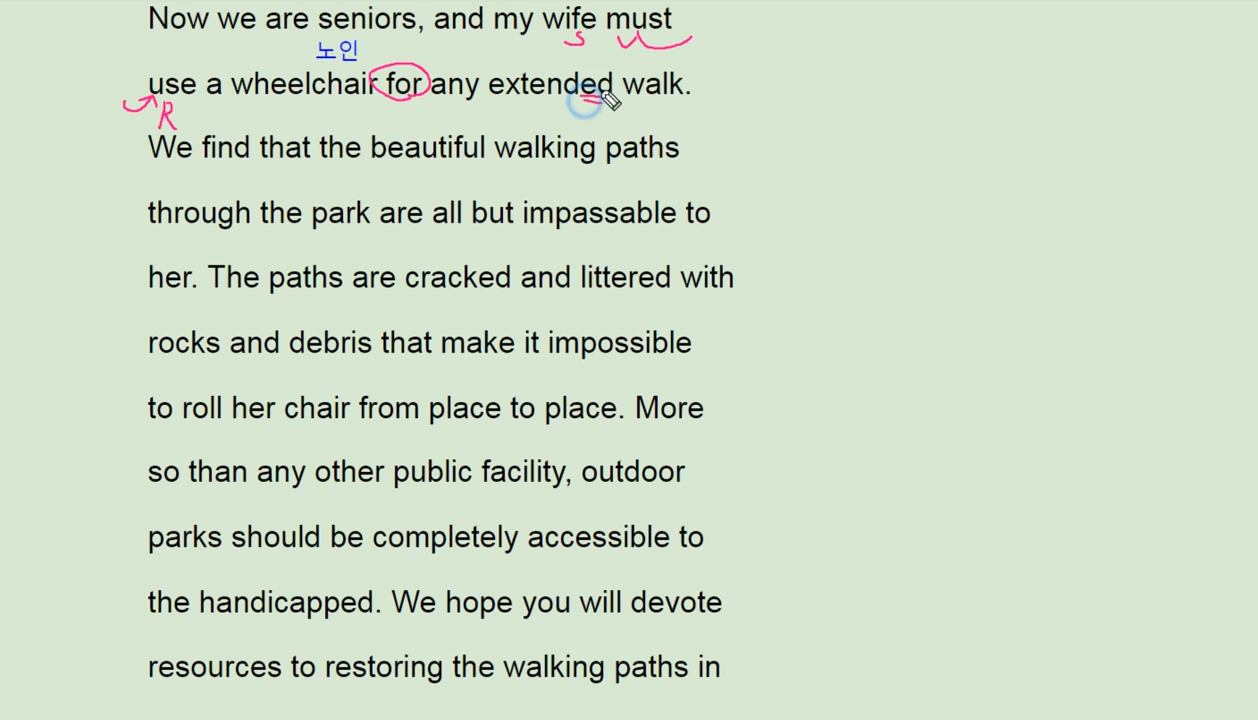 Now we are seniors, and my wife must
노인
S
use a wheelchair for any extended walk.
R
We find that the beautiful walking paths
through the park are all but impassable to
her. The paths are cracked and littered with
rocks and debris that make it impossible
to roll her chair from place to place. More
so than any other public facility, outdoor
parks should be completely accessible to
the handicapped. We hope you will devote
resources to restoring the walking paths in